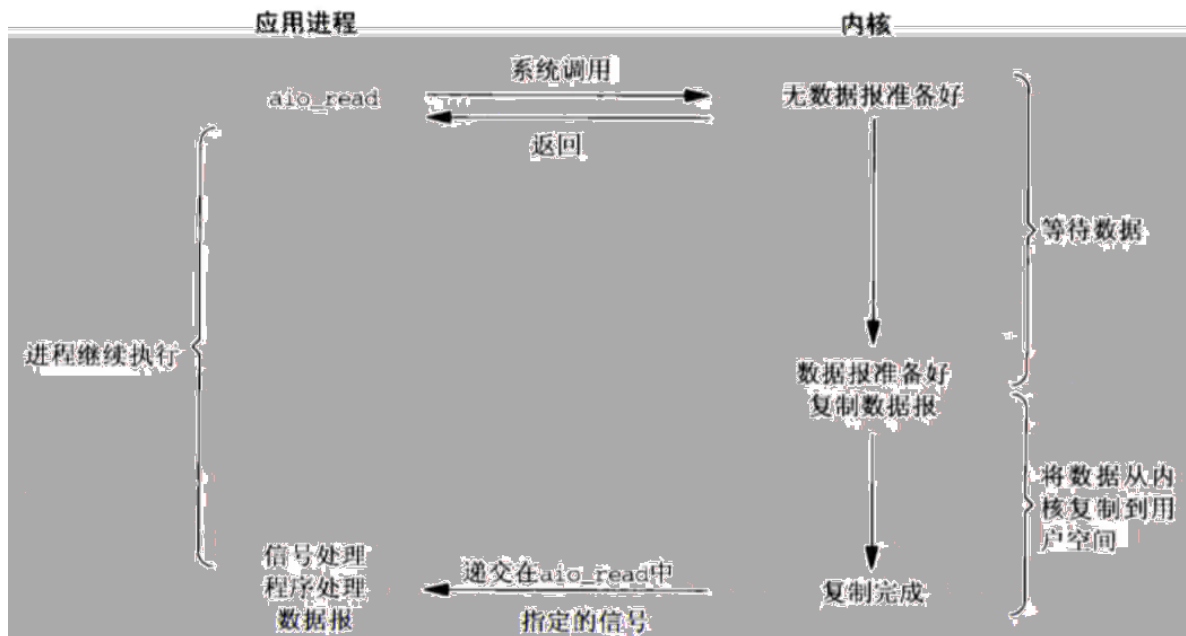 应用进程
内核
系统调用
aio_read
无数据报准备好
返回
等待数据
进程继续执行
数据报准备好
复制数据报
将数据从内
核复制到用
户空间
信号处理
程序处理
数据报
递交在aio_read中
指定的信号
复制完成